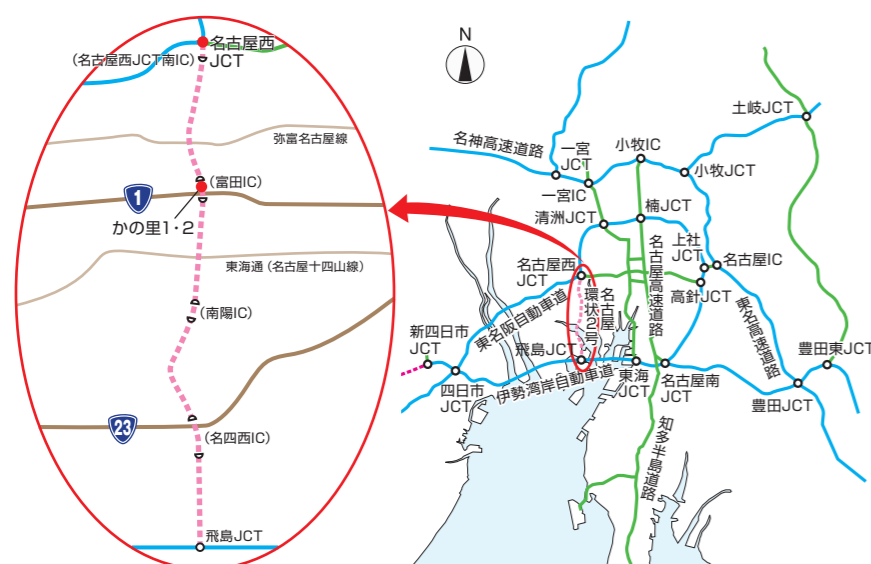 名古屋西
JCT
(名古屋西JCT南IC)
弥富名古屋線
(富田IC)
1
かの里1・2
東海通(名古屋十四山線)
(南陽IC)
23
(名四西IC)
飛島JCT
N
土岐JCT
名神高速道路
一宮
JCT
小牧IC
小牧JCT
一宮IC
清洲JCT
楠JCT
上社
JCT
名古屋IC
名古屋西
JCT
名古屋高速道路
高針JCT
名古屋
環状2号
東名阪自動車道
東名高速道路
新四日市
JCT
飛島JCT
豊田東JCT
四日市
JCT
伊勢湾岸自動車道
東海
JCT
名古屋南
JCT
豊田JCT
知多半島道路